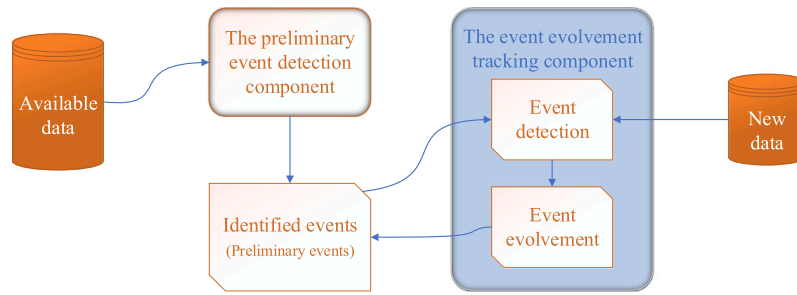 Available
data
The preliminary
event detection
component
Identified events
(Preliminary events)
The event evolvement
tracking component
Event
detection
Event
evolvement
New
data